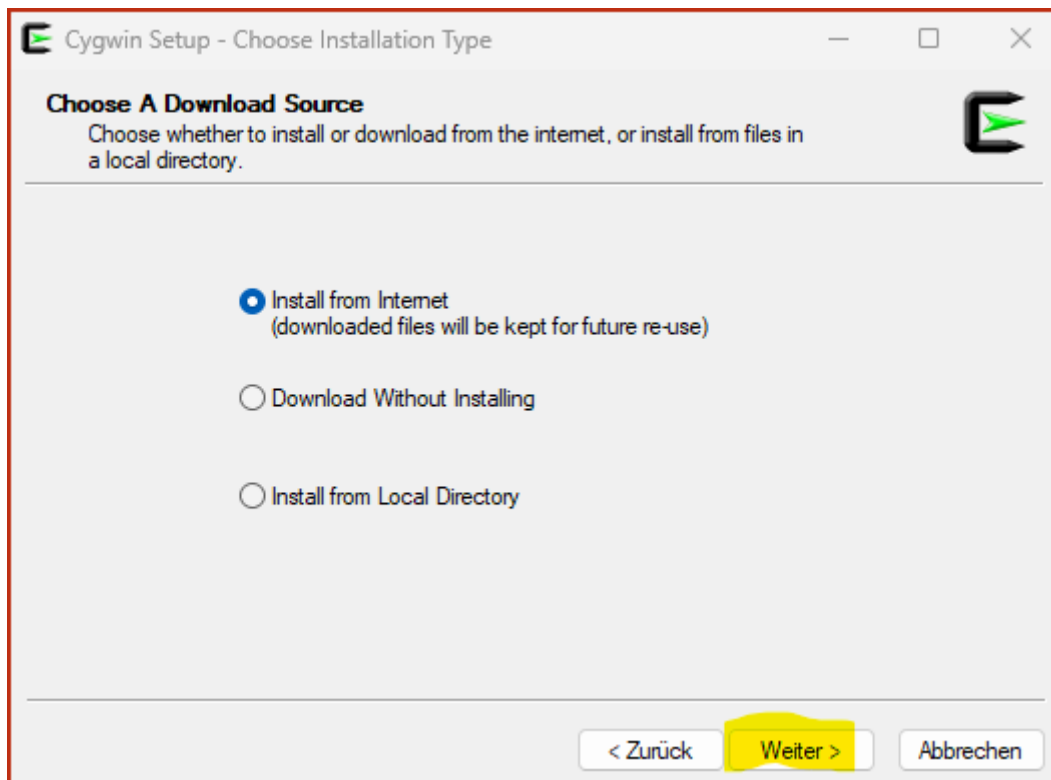 Cygwin Setup - Choose Installation Type
Choose A Download Source
Choose whether to install or download from the internet, or install from files in
a local directory.
Install from Internet
(downloaded files will be kept for future re-use)
Download Without Installing
Install from Local Directory
< Zurück Weiter > Abbrechen